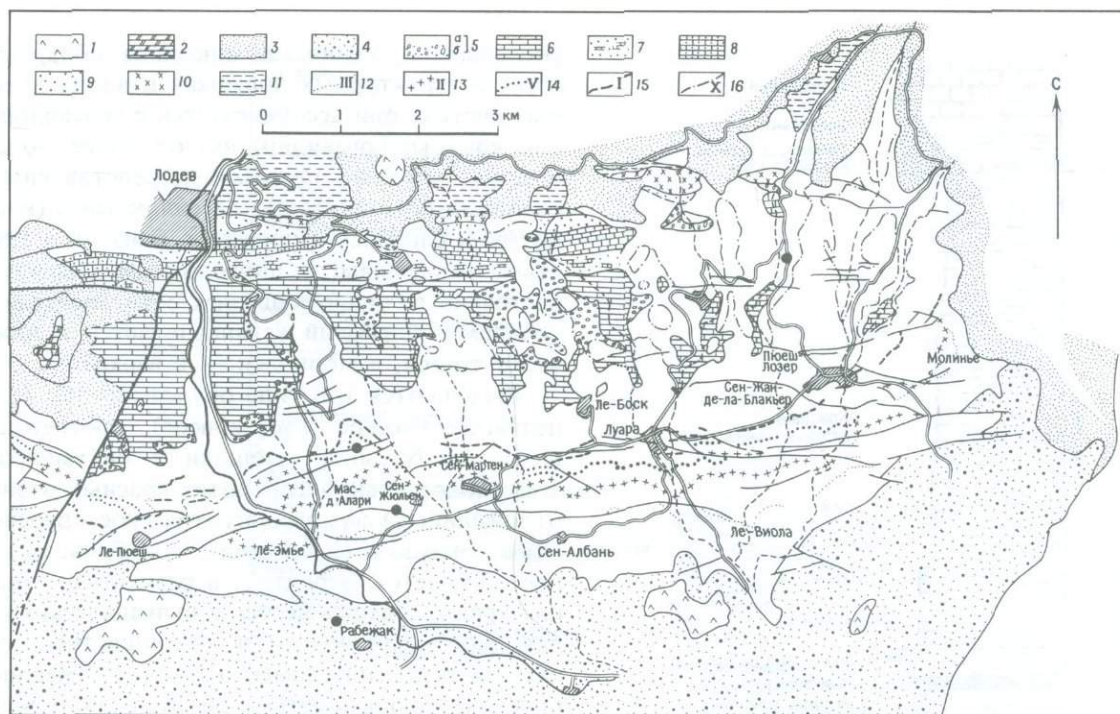 1 2 3 4 а б } 5 6 7 8
9 10 11 III 12 II 13 V 14 I 15 X 16
0 1 2 3 км
С
Лодев
Пюеш
Лозер
Молинье
Сен-Жан-
де-ла-Блакьер
Ле-Боск
Луара
Сен-Мартен
Мас-
д'Алари
Сен-
Жюльен
Ле-Пюеш
Ле-Эмье
Сен-Албань
Ле-Виола
Рабежак